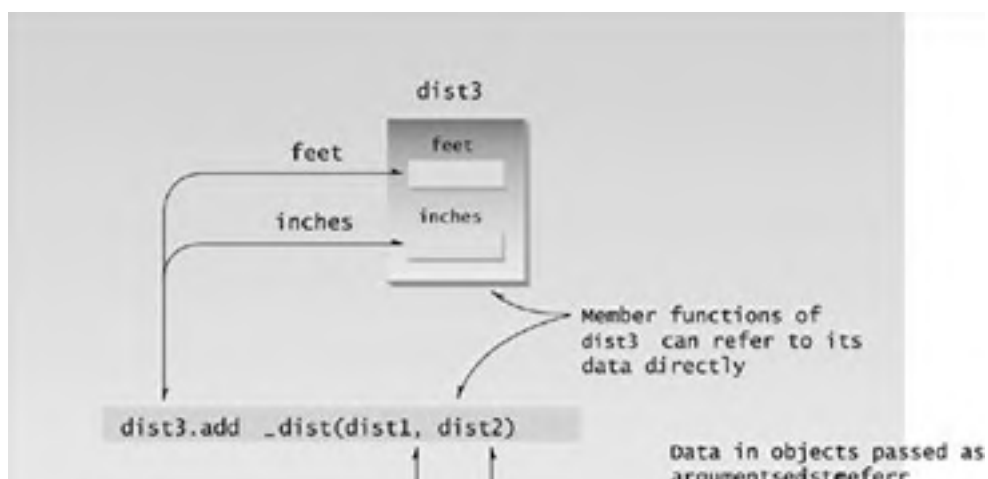 dist3
feet
feet
inches
inches
Member functions of
dist3 can refer to its
data directly
dist3.add _dist(dist1, dist2)
Data in objects passed as